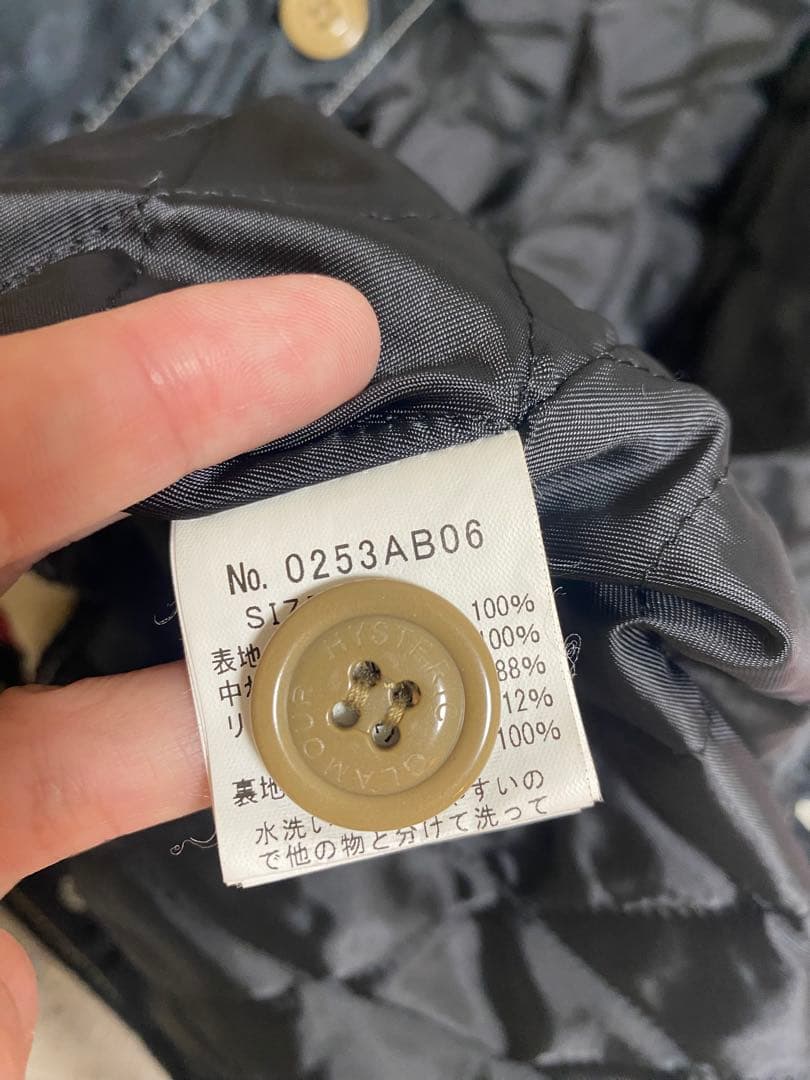 No. 0253AB06
SIZ
100%
表地 100%
中 88%
リ 12%
100%
裏地
すいの
水洗い
で他の物と分けて洗って
HYSTERIC
GLAMOUR